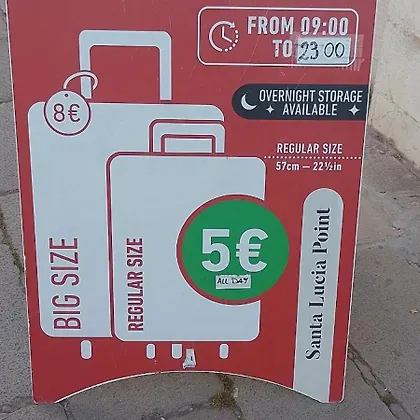 FROM 09:00
TO 23 00
OVERNIGHT STORAGE
AVAILABLE
8€
REGULAR SIZE
57cm — 22½in
BIG SIZE
REGULAR SIZE
5€
ALL DAY
Santa Lucia Point